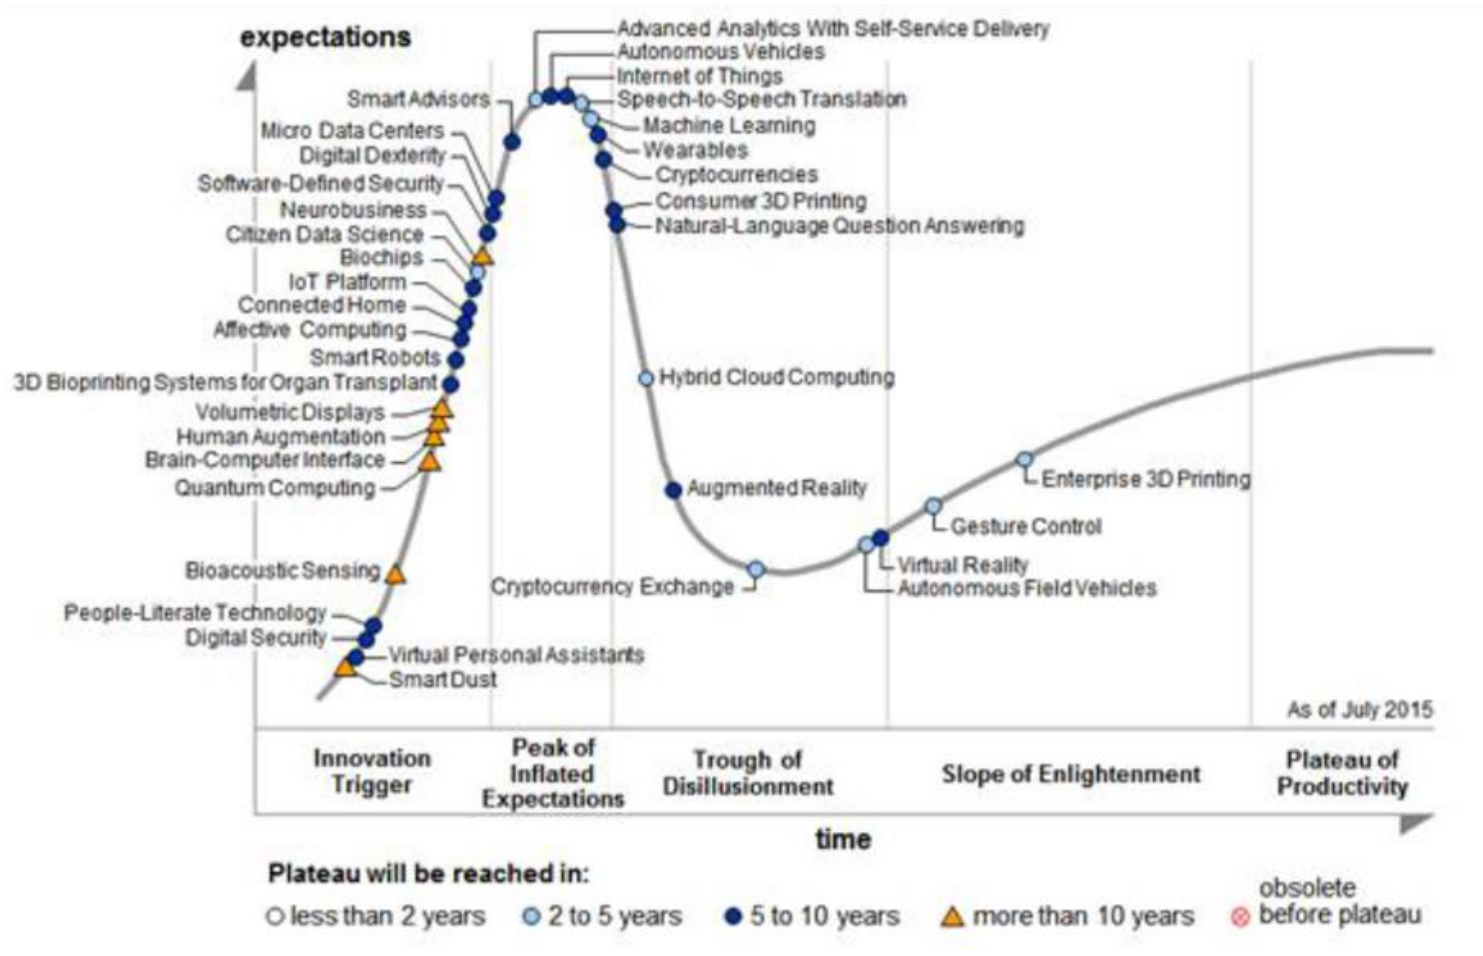 expectations
Advanced Analytics With Self-Service Delivery
Autonomous Vehicles
Internet of Things
Smart Advisors
Speech-to-Speech Translation
Micro Data Centers
Machine Learning
Digital Dexterity
Wearables
Software-Defined Security
Cryptocurrencies
Neurobusiness
Consumer 3D Printing
Citizen Data Science
Natural-Language Question Answering
Biochips
IoT Platform
Connected Home
Affective Computing
Smart Robots
Hybrid Cloud Computing
3D Bioprinting Systems for Organ Transplant
Volumetric Displays
Human Augmentation
Brain-Computer Interface
Enterprise 3D Printing
Quantum Computing
Augmented Reality
Gesture Control
Bioacoustic Sensing
Virtual Reality
Cryptocurrency Exchange
Autonomous Field Vehicles
People-Literate Technology
Digital Security
Virtual Personal Assistants
Smart Dust
As of July 2015
Innovation
Trigger
Peak of
Inflated
Expectations
Trough of
Disillusionment
Slope of Enlightenment
Plateau of
Productivity
time
Plateau will be reached in:
less than 2 years
2 to 5 years
5 to 10 years
more than 10 years
obsolete
before plateau